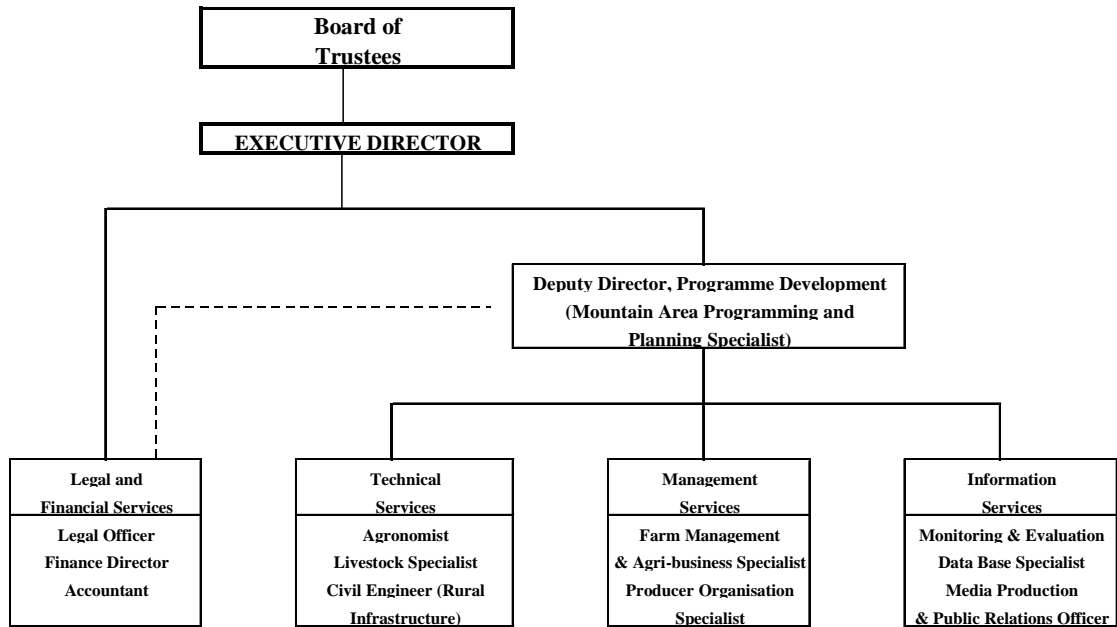 Board of
Trustees
EXECUTIVE DIRECTOR
Deputy Director, Programme Development
(Mountain Area Programming and
Planning Specialist)
Legal and
Financial Services
Legal Officer
Finance Director
Accountant
Technical
Services
Agronomist
Livestock Specialist
Civil Engineer (Rural
Infrastructure)
Management
Services
Farm Management
& Agri-business Specialist
Producer Organisation
Specialist
Information
Services
Monitoring & Evaluation
Data Base Specialist
Media Production
& Public Relations Officer